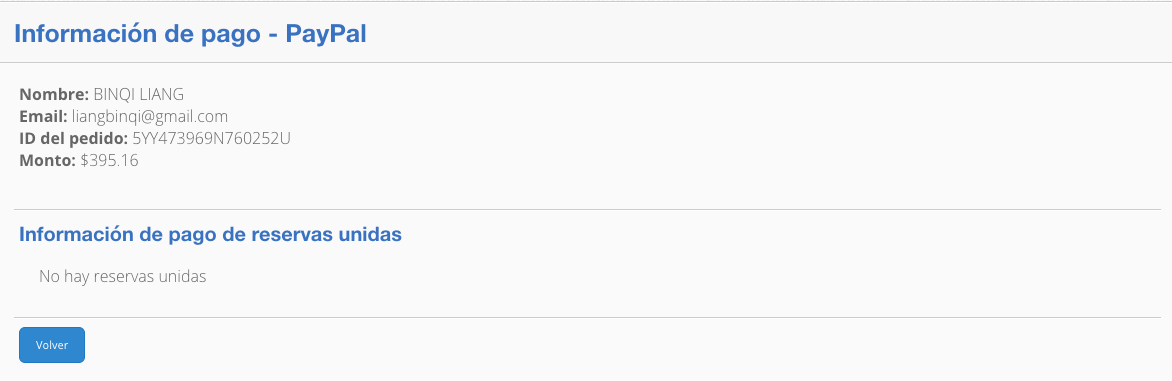 Información de pago - PayPal
Nombre: BINQI LIANG
Email: liangbinqi@gmail.com
ID del pedido: 5YY473969N760252U
Monto: $395.16
Información de pago de reservas unidas
No hay reservas unidas
Volver